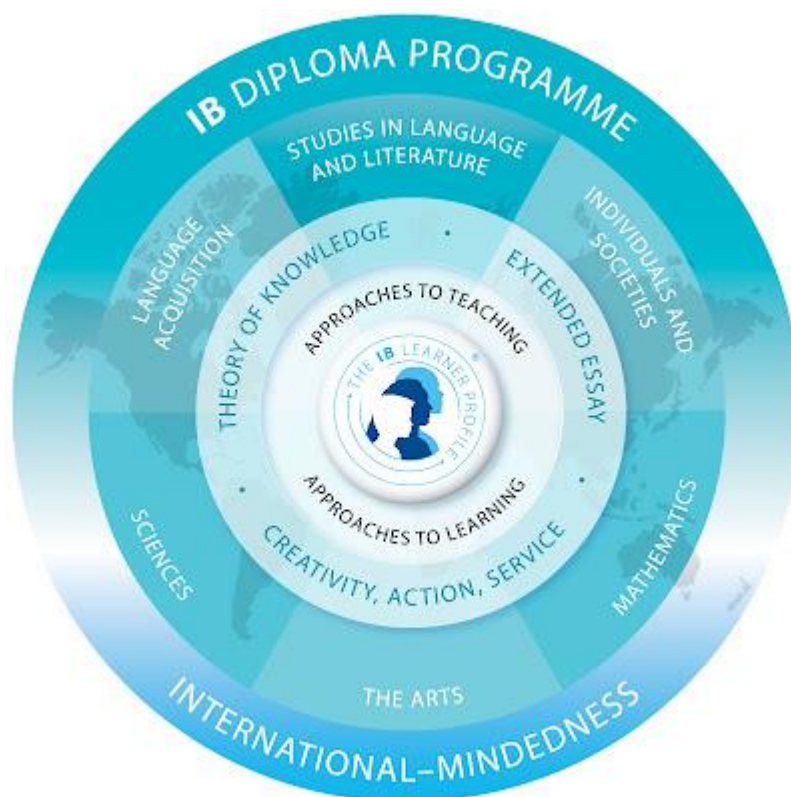 IB DIPLOMA PROGRAMME
STUDIES IN LANGUAGE
AND LITERATURE
LANGUAGE
ACQUISITION
INDIVIDUALS AND
SOCIETIES
THEORY OF KNOWLEDGE
EXTENDED ESSAY
APPROACHES TO TEACHING
THE IB LEARNER PROFILE
®
APPROACHES TO LEARNING
CREATIVITY, ACTION, SERVICE
SCIENCES
MATHEMATICS
THE ARTS
INTERNATIONAL–MINDEDNESS